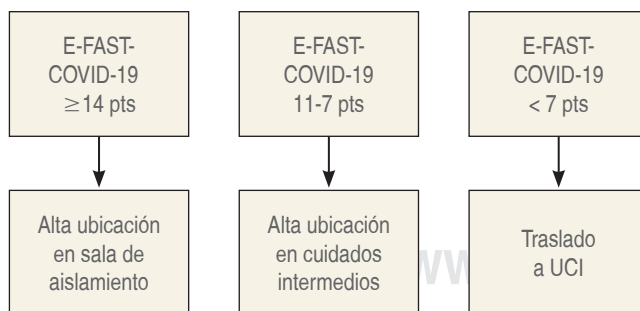 E-FAST-
COVID-19
≥14 pts
E-FAST-
COVID-19
11-7 pts
E-FAST-
COVID-19
< 7 pts
Alta ubicación
en sala de
aislamiento
Alta ubicación
en cuidados
intermedios
Traslado
a UCI